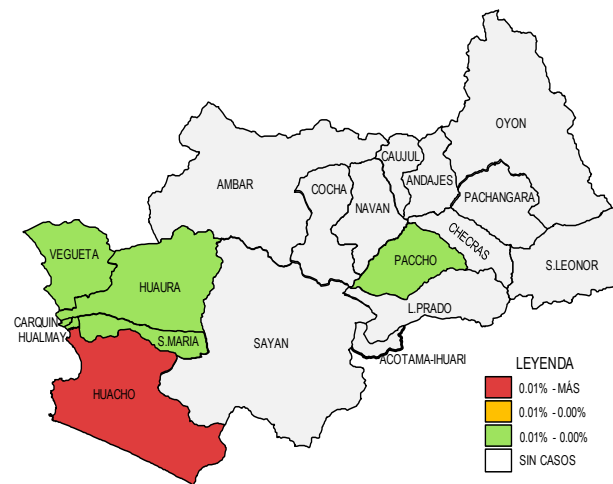 OYON
CAUJUL
ANDAJES
AMBAR
COCHA
NAVAN
PACHANGARA
CHECRAS
VEGUETA
PACCHO
S.LEONOR
HUAURA
L.PRADO
CARQUIN
HUALMAY
S.MARIA
SAYAN
ACOTAMA-IHUARI
HUACHO
LEYENDA
0.01% - MÁS
0.01% - 0.00%
0.01% - 0.00%
SIN CASOS